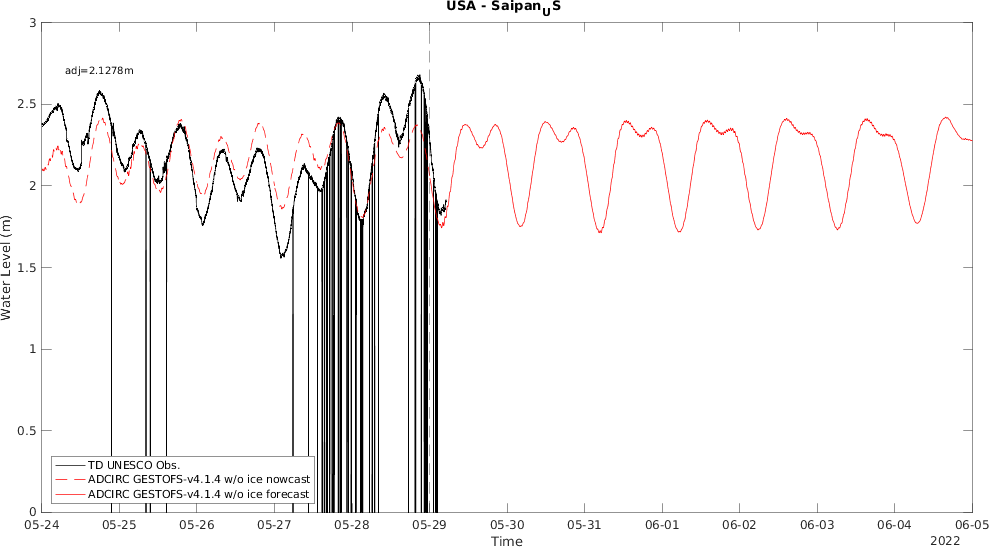 USA - SaipanUS
adj=2.1278m
3
2.5
2
1.5
1
0.5
0
Water Level (m)
TD UNESCO Obs.
ADCIRC GESTOFS-v4.1.4 w/o ice nowcast
ADCIRC GESTOFS-v4.1.4 w/o ice forecast
05-24 05-25 05-26 05-27 05-28 05-29 05-30 05-31 06-01 06-02 06-03 06-04 06-05
Time
2022